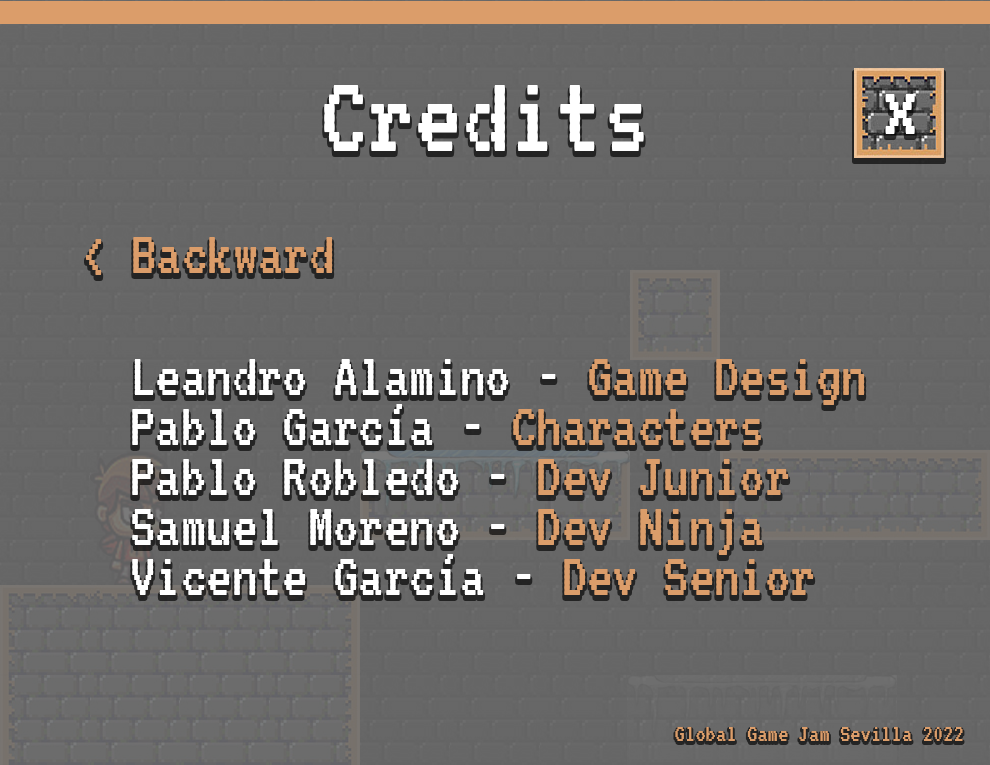 Credits
X
< Backward
Leandro Alamino - Game Design
Pablo García - Characters
Pablo Robledo - Dev Junior
Samuel Moreno - Dev Ninja
Vicente García - Dev Senior
Global Game Jam Sevilla 2022